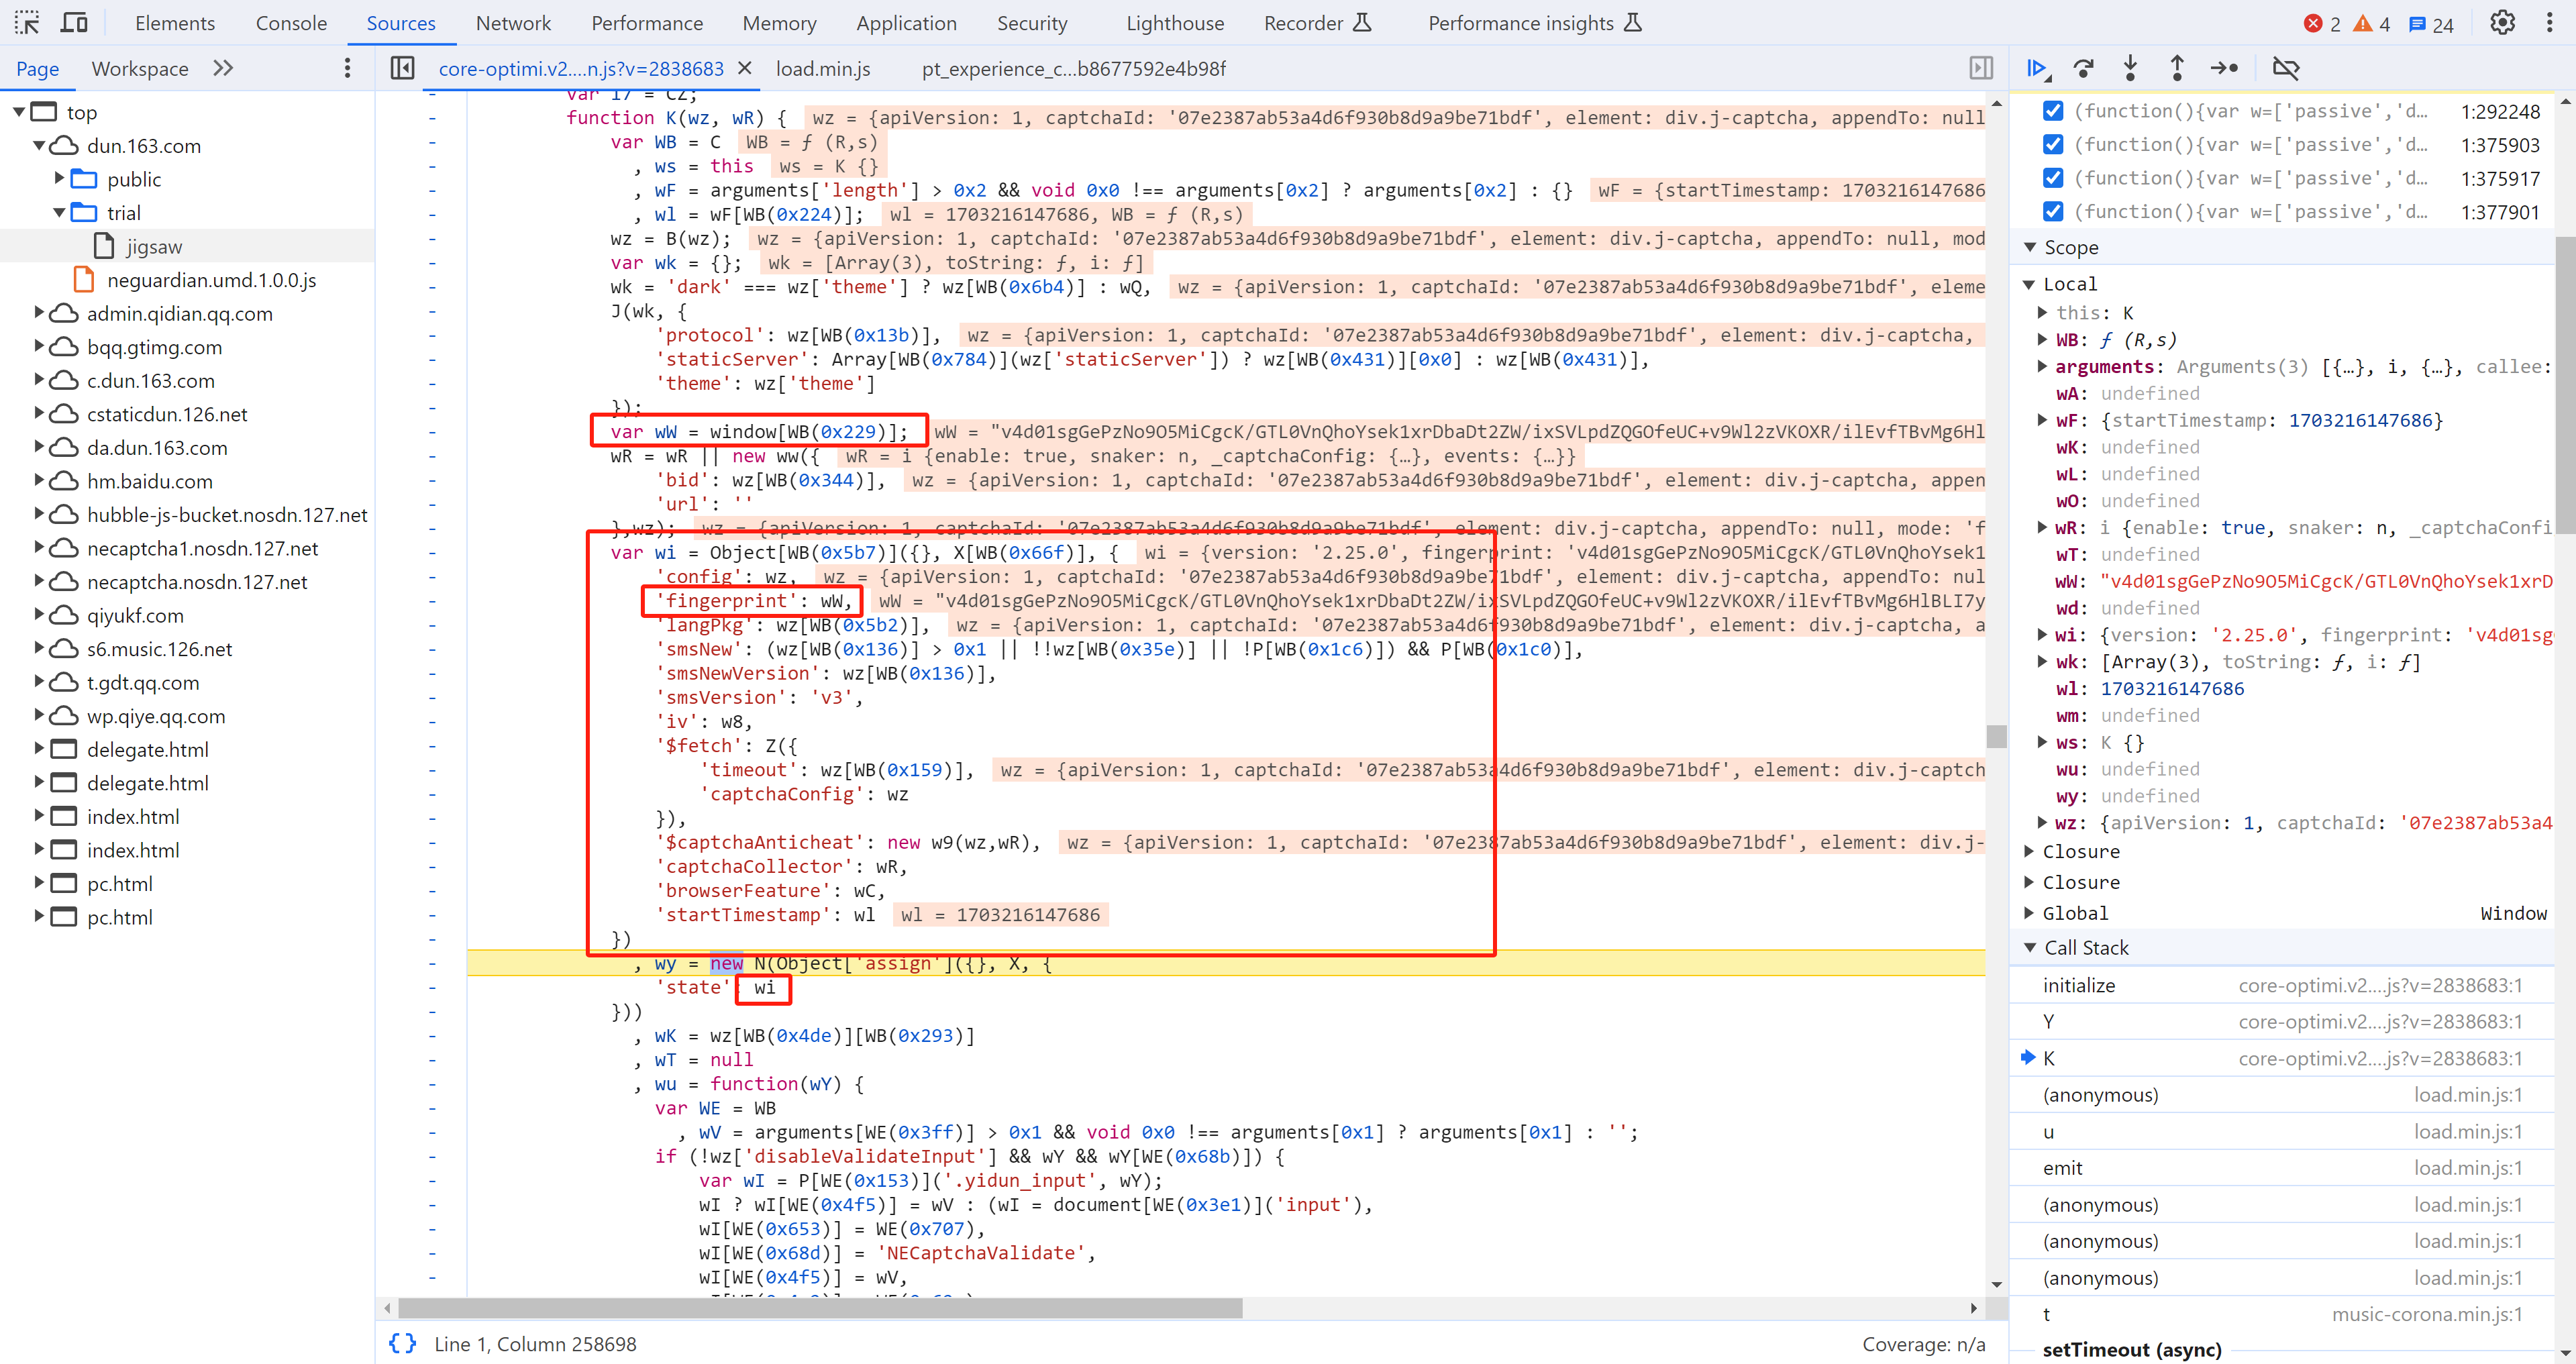 Elements Console Sources Network Performance Memory Application Security Lighthouse Recorder Performance insights 2 4 24
Page Workspace core-optimi.v2....n.js?v=2838683 load.min.js pt_experience_c...b8677592e4b98f
top
dun.163.com
public
trial
jigsaw
neguardian.umd.1.0.0.js
admin.qidian.qq.com
bqq.gtimg.com
c.dun.163.com
cstaticdun.126.net
da.dun.163.com
hm.baidu.com
hubble-js-bucket.nosdn.127.net
necaptcha1.nosdn.127.net
necaptcha.nosdn.127.net
qiyukf.com
s6.music.126.net
t.gdt.qq.com
wp.qiye.qq.com
delegate.html
delegate.html
index.html
index.html
pc.html
pc.html
var I7 = CZ;
function K(wz, wR) { wz = {apiVersion: 1, captchaId: '07e2387ab53a4d6f930b8d9a9be71bdf', element: div.j-captcha, appendTo: null
var WB = C WB = ƒ (R,s)
, ws = this ws = K {}
, wF = arguments['length'] > 0x2 && void 0x0 !== arguments[0x2] ? arguments[0x2] : {} wF = {startTimestamp: 1703216147686
, wl = wF[WB(0x224)]; wl = 1703216147686, WB = ƒ (R,s)
wz = B(wz); wz = {apiVersion: 1, captchaId: '07e2387ab53a4d6f930b8d9a9be71bdf', element: div.j-captcha, appendTo: null, mod
var wk = {}; wk = [Array(3), toString: ƒ, i: ƒ]
wk = 'dark' === wz['theme'] ? wz[WB(0x6b4)] : wQ, wz = {apiVersion: 1, captchaId: '07e2387ab53a4d6f930b8d9a9be71bdf', eleme
J(wk, {
'protocol': wz[WB(0x13b)], wz = {apiVersion: 1, captchaId: '07e2387ab53a4d6f930b8d9a9be71bdf', element: div.j-captcha,
'staticServer': Array[WB(0x784)](wz['staticServer']) ? wz[WB(0x431)][0x0] : wz[WB(0x431)],
'theme': wz['theme']
});
var wW = window[WB(0x229)]; wW = "v4d01sgGePzNo9O5MiCgcK/GTL0VnQhoYsek1xrDbaDt2ZW/ixSVLpdZQGOfeUC+v9Wl2zVKOXR/ilEvfTBvMg6Hl
wR = wR || new ww({ wR = i {enable: true, snaker: n, _captchaConfig: {…}, events: {…}}
'bid': wz[WB(0x344)], wz = {apiVersion: 1, captchaId: '07e2387ab53a4d6f930b8d9a9be71bdf', element: div.j-captcha, appen
'url': ''
},wz); wz = {apiVersion: 1, captchaId: '07e2387ab53a4d6f930b8d9a9be71bdf', element: div.j-captcha, appendTo: null, mode: 'f
var wi = Object[WB(0x5b7)]({}, X[WB(0x66f)], { wi = {version: '2.25.0', fingerprint: 'v4d01sgGePzNo9O5MiCgcK/GTL0VnQhoYsek1
'config': wz, wz = {apiVersion: 1, captchaId: '07e2387ab53a4d6f930b8d9a9be71bdf', element: div.j-captcha, appendTo: nul
'fingerprint': wW, wW = "v4d01sgGePzNo9O5MiCgcK/GTL0VnQhoYsek1xrDbaDt2ZW/ixSVLpdZQGOfeUC+v9Wl2zVKOXR/ilEvfTBvMg6HlBLI7y
'langPkg': wz[WB(0x5b2)], wz = {apiVersion: 1, captchaId: '07e2387ab53a4d6f930b8d9a9be71bdf', element: div.j-captcha, a
'smsNew': (wz[WB(0x136)] > 0x1 || !!wz[WB(0x35e)] || !P[WB(0x1c6)]) && P[WB(0x1c0)],
'smsNewVersion': wz[WB(0x136)],
'smsVersion': 'v3',
'iv': w8,
'$fetch': Z({
'timeout': wz[WB(0x159)], wz = {apiVersion: 1, captchaId: '07e2387ab53a4d6f930b8d9a9be71bdf', element: div.j-captch
'captchaConfig': wz
}),
'$captchaAnticheat': new w9(wz,wR), wz = {apiVersion: 1, captchaId: '07e2387ab53a4d6f930b8d9a9be71bdf', element: div.j-
'captchaCollector': wR,
'browserFeature': wC,
'startTimestamp': wl wl = 1703216147686
})
, wy = new N(Object['assign']({}, X, {
'state': wi
}))
, wK = wz[WB(0x4de)][WB(0x293)]
, wT = null
, wu = function(wY) {
var WE = WB
, wV = arguments[WE(0x3ff)] > 0x1 && void 0x0 !== arguments[0x1] ? arguments[0x1] : '';
if (!wz['disableValidateInput'] && wY && wY[WE(0x68b)]) {
var wI = P[WE(0x153)]('.yidun_input', wY);
wI ? wI[WE(0x4f5)] = wV : (wI = document[WE(0x3e1)]('input'),
wI[WE(0x653)] = WE(0x707),
wI[WE(0x68d)] = 'NECaptchaValidate',
wI[WE(0x4f5)] = wV,
{} Line 1, Column 258698 Coverage: n/a
(function(){var w=['passive','d… 1:292248
(function(){var w=['passive','d… 1:375903
(function(){var w=['passive','d… 1:375917
(function(){var w=['passive','d… 1:377901
Scope
Local
this: K
WB: ƒ (R,s)
arguments: Arguments(3) [{…}, i, {…}, callee:
wA: undefined
wF: {startTimestamp: 1703216147686}
wK: undefined
wL: undefined
wO: undefined
wR: i {enable: true, snaker: n, _captchaConfi
wT: undefined
wW: "v4d01sgGePzNo9O5MiCgcK/GTL0VnQhoYsek1xrD
wd: undefined
wi: {version: '2.25.0', fingerprint: 'v4d01sg
wk: [Array(3), toString: ƒ, i: ƒ]
wl: 1703216147686
wm: undefined
ws: K {}
wu: undefined
wy: undefined
wz: {apiVersion: 1, captchaId: '07e2387ab53a4
Closure
Closure
Global Window
Call Stack
initialize core-optimi.v2....js?v=2838683:1
Y core-optimi.v2....js?v=2838683:1
K core-optimi.v2....js?v=2838683:1
(anonymous) load.min.js:1
u load.min.js:1
emit load.min.js:1
(anonymous) load.min.js:1
(anonymous) load.min.js:1
(anonymous) load.min.js:1
t music-corona.min.js:1
setTimeout (async)